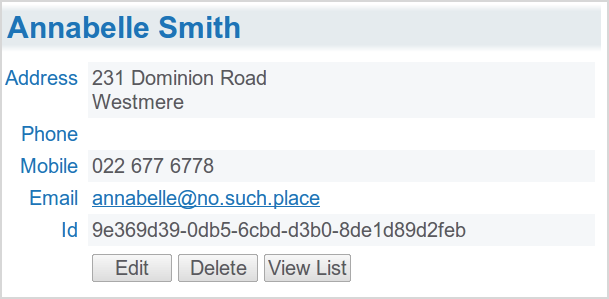 Annabelle Smith
Address 231 Dominion Road
Westmere
Phone
Mobile 022 677 6778
Email annabelle@no.such.place
Id 9e369d39-0db5-6cbd-d3b0-8de1d89d2feb
Edit Delete View List